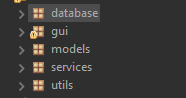 database
gui
models
services
utils